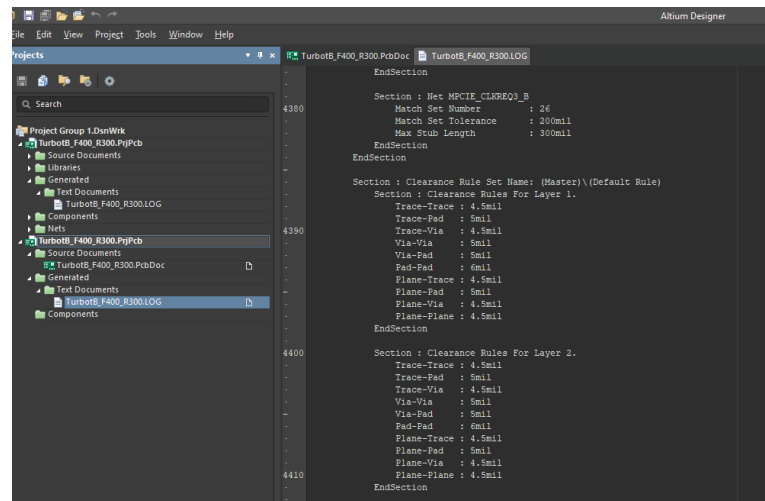 Altium Designer
File Edit View Project Tools Window Help
Projects
Search
Project Group 1.DsnWrk
TurbotB_F400_R300.PrjPcb
Source Documents
Libraries
Generated
Text Documents
TurbotB_F400_R300.LOG
Components
Nets
TurbotB_F400_R300.PrjPcb
Source Documents
TurbotB_F400_R300.PcbDoc
Generated
Text Documents
TurbotB_F400_R300.LOG
Components
TurbotB_F400_R300.PcbDoc TurbotB_F400_R300.LOG
EndSection
Section : Net MPCIE_CLKREQ3_B
4380 Match Set Number : 26
Match Set Tolerance : 200mil
Max Stub Length : 300mil
EndSection
EndSection
Section : Clearance Rule Set Name: (Master)\(Default Rule)
Section : Clearance Rules For Layer 1.
Trace-Trace : 4.5mil
Trace-Pad : 5mil
4390 Trace-Via : 4.5mil
Via-Via : 5mil
Via-Pad : 5mil
Pad-Pad : 6mil
Plane-Trace : 4.5mil
Plane-Pad : 5mil
Plane-Via : 4.5mil
Plane-Plane : 4.5mil
EndSection
4400 Section : Clearance Rules For Layer 2.
Trace-Trace : 4.5mil
Trace-Pad : 5mil
Trace-Via : 4.5mil
Via-Via : 5mil
Via-Pad : 5mil
Pad-Pad : 6mil
Plane-Trace : 4.5mil
Plane-Pad : 5mil
Plane-Via : 4.5mil
4410 Plane-Plane : 4.5mil
EndSection